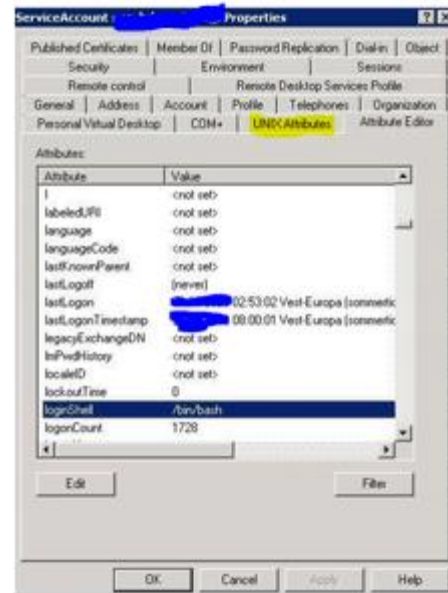 ServiceAccount Properties
Published Certificates Member Of Password Replication Dial-in Object
Security Environment Sessions
Remote control Remote Desktop Services Profile
General Address Account Profile Telephones Organization
Personal Virtual Desktop COM+ UNIX Attributes Attribute Editor
Attributes:
Attribute Value
l <not set>
labeledURI <not set>
language <not set>
languageCode <not set>
lastKnownParent <not set>
lastLogoff (never)
lastLogon 02:53:02 Vest-Europa (sommertic
lastLogonTimestamp 08:00:01 Vest-Europa (sommertic
legacyExchangeDN <not set>
lmPwdHistory <not set>
localeID <not set>
lockoutTime 0
loginShell /bin/bash
logonCount 1728
Edit Filter
OK Cancel Apply Help